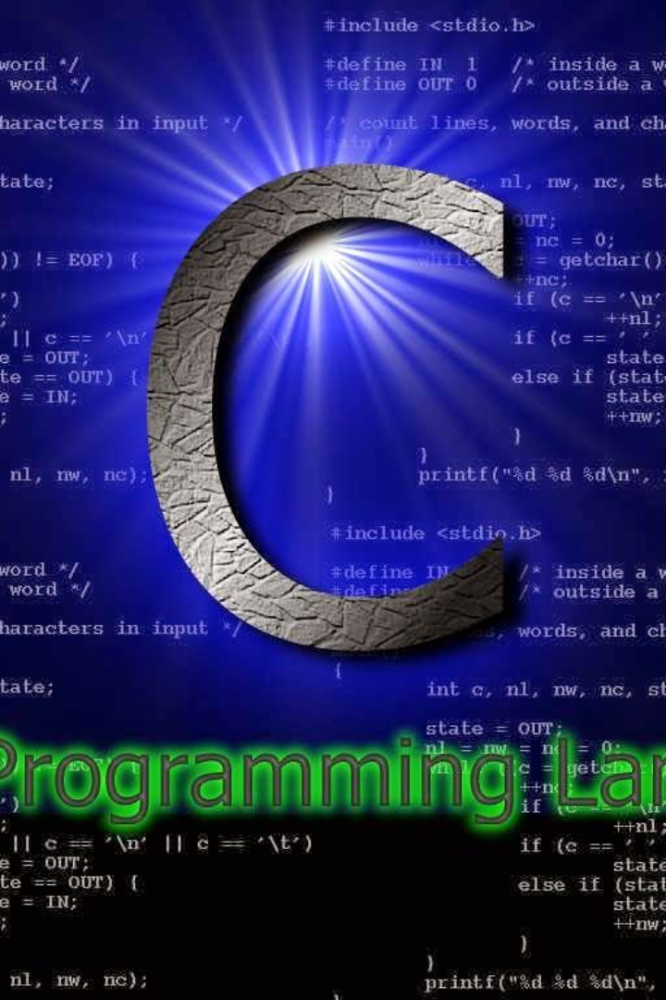 #include <stdio.h>
word */ #define IN 1 /* inside a w
word */ #define OUT 0 /* outside a
haracters in input */ /* count lines, words, and ch
main()
tate; c, nl, nw, nc, sta
OUT;
= nc = 0;
)) != EOF) { while c = getchar()
++nc;
') if (c == '\n'
; ++nl;
|| c == '\n' if (c == ' '
e = OUT; state
te == OUT) { else if (stat
e = IN; state
; ++nw;
}
}
nl, nw, nc); printf("%d %d %d\n",
}
C
#include <stdio.h>
word */ #define IN /* inside a w
word */ #define /* outside a
haracters in input */ s, words, and ch
{
tate; int c, nl, nw, nc, st
state = OUT;
nl = nw = nc = 0;
Programming Lan
++nc;
') if (c == '\n'
; ++nl;
|| c == '\n' || c == '\t') if (c == ' '
e = OUT; state
te == OUT) { else if (stat
e = IN; state
; ++nw;
}
}
nl, nw, nc); printf("%d %d %d\n",
}